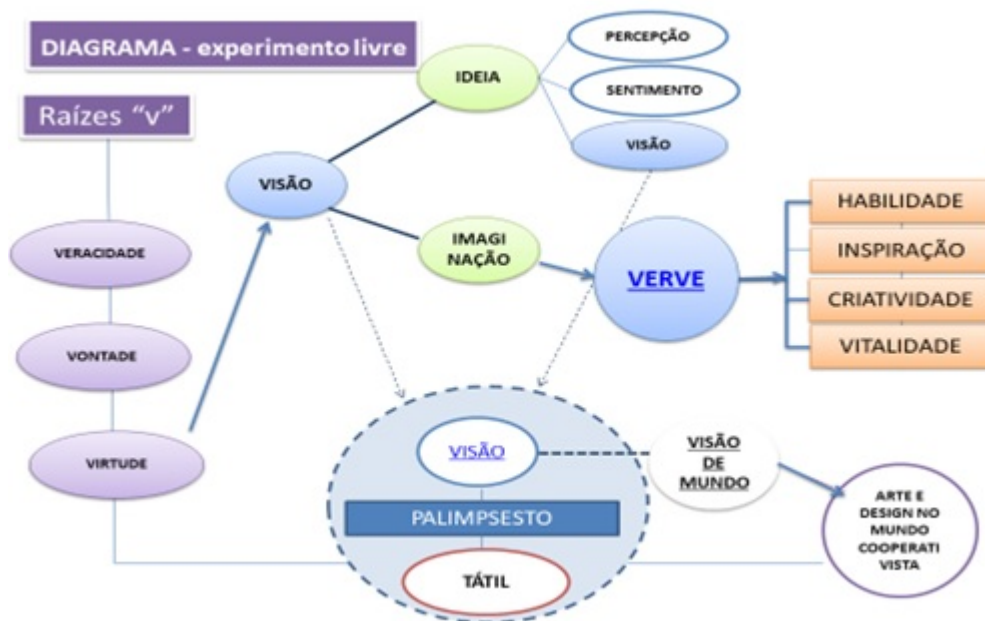 DIAGRAMA - experimento livre
Raízes “v”
VERACIDADE
VONTADE
VIRTUDE
VISÃO
IDEIA
PERCEPÇÃO
SENTIMENTO
VISÃO
IMAGI
NAÇÃO
VERVE
HABILIDADE
INSPIRAÇÃO
CRIATIVIDADE
VITALIDADE
VISÃO
PALIMPSESTO
TÁTIL
VISÃO
DE
MUNDO
ARTE E
DESIGN NO
MUNDO
COOPERATI
VISTA